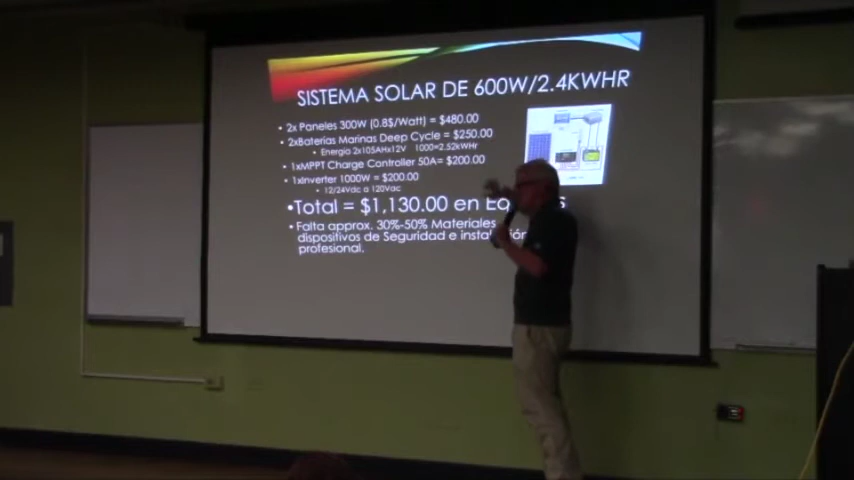 SISTEMA SOLAR DE 600W/2.4KWHR
• 2x Paneles 300W (0.8$/Watt) = $480.00
• 2xBaterias Marinas Deep Cycle = $250.00
• Energia 2x105AHx12V 1000=2.52kWHr
• 1xMPPT Charge Controller 50A= $200.00
• 1xInverter 1000W = $200.00
• 12/24Vdc a 120Vac
• Total = $1,130.00 en
• Falta approx. 30%-50% Materiales
dispositivos de Seguridad e
profesional.